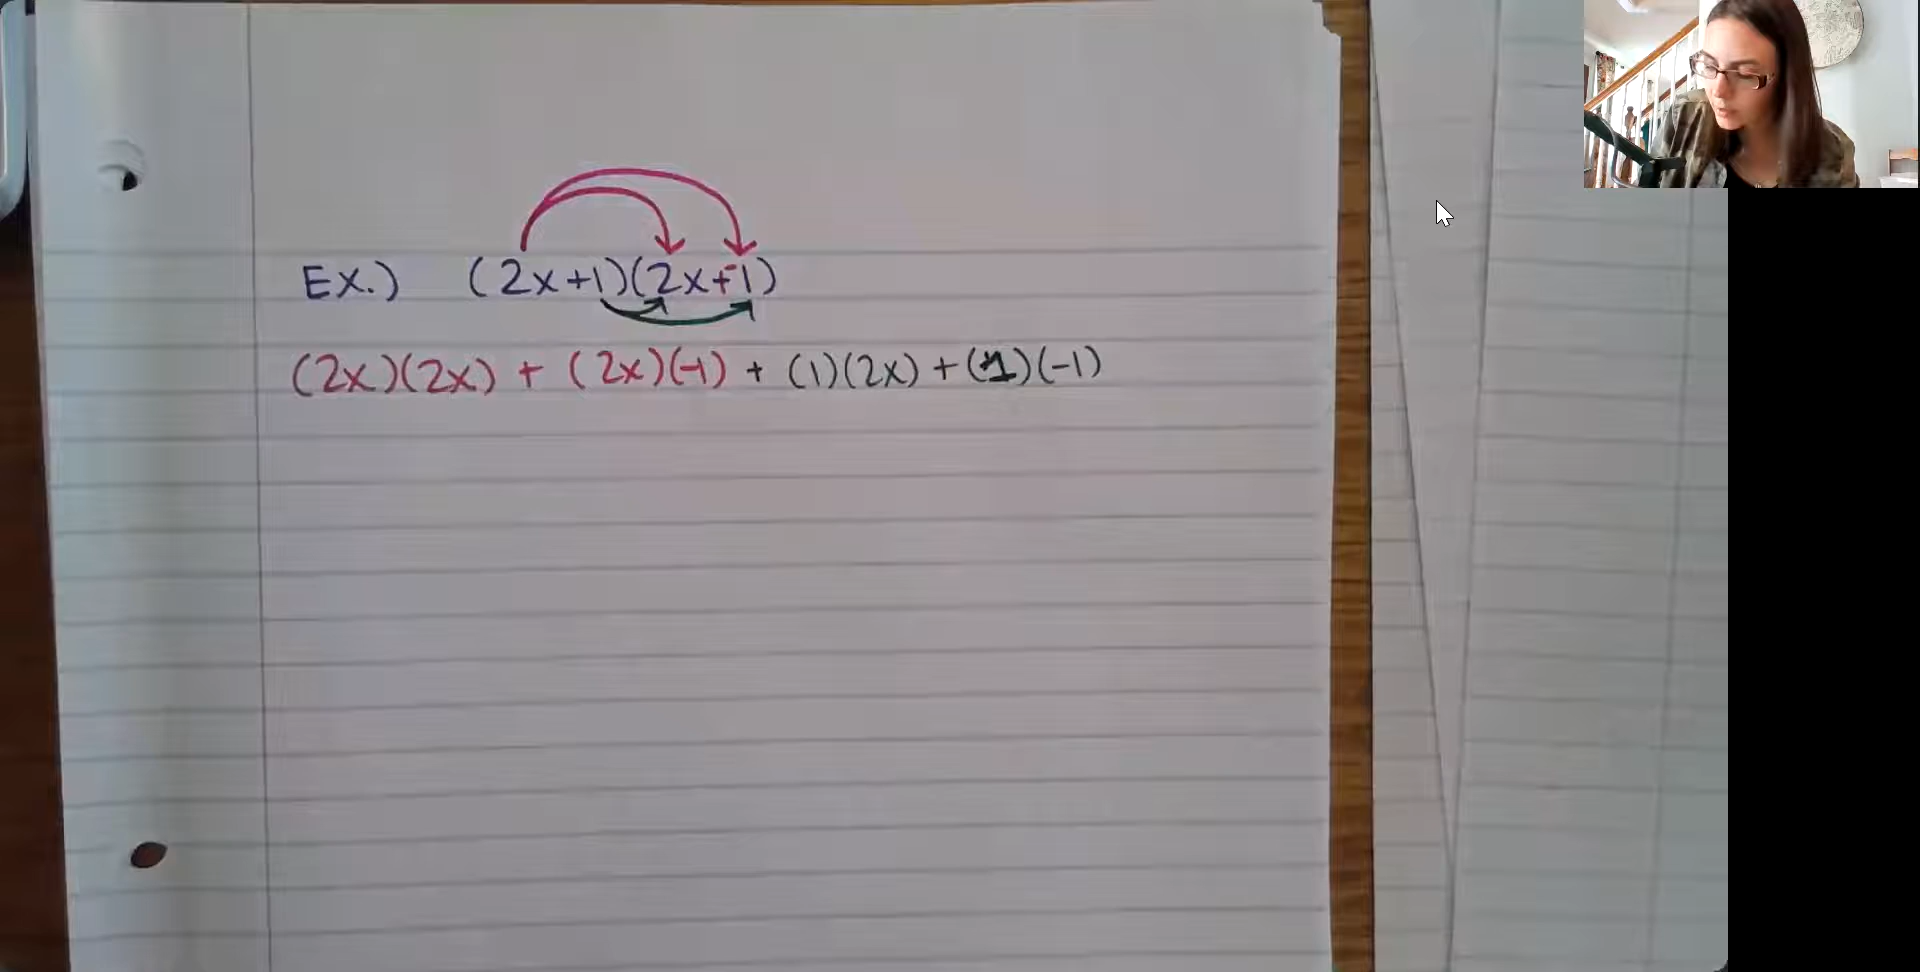 Ex.) (2x+1)(2x+-1)
(2x)(2x) + (2x)(-1) + (1)(2x) + (1)(-1)